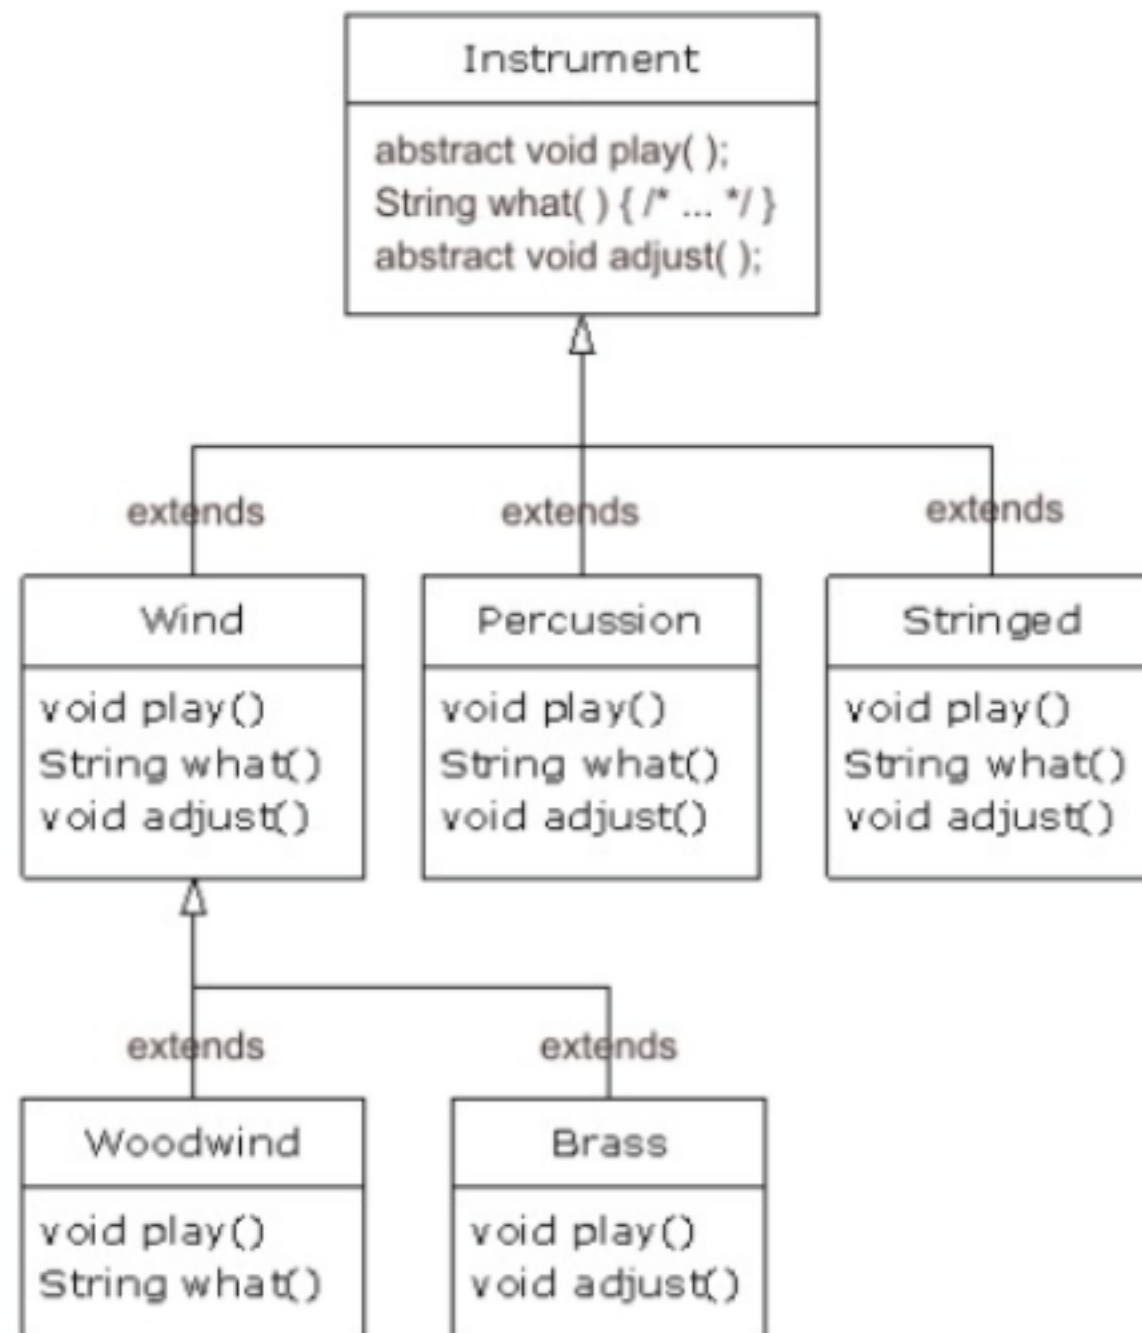 Instrument
abstract void play( );
String what( ) { /* ... */ }
abstract void adjust( );
extends
extends
extends
Wind
void play()
String what()
void adjust()
Percussion
void play()
String what()
void adjust()
Stringed
void play()
String what()
void adjust()
extends
extends
Woodwind
void play()
String what()
Brass
void play()
void adjust()